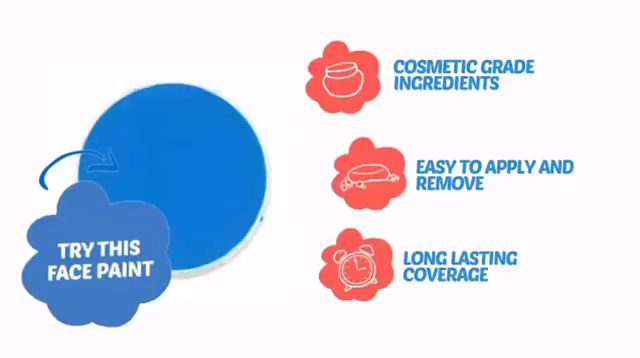 TRY THIS
FACE PAINT
COSMETIC GRADE
INGREDIENTS
EASY TO APPLY AND
REMOVE
LONG LASTING
COVERAGE